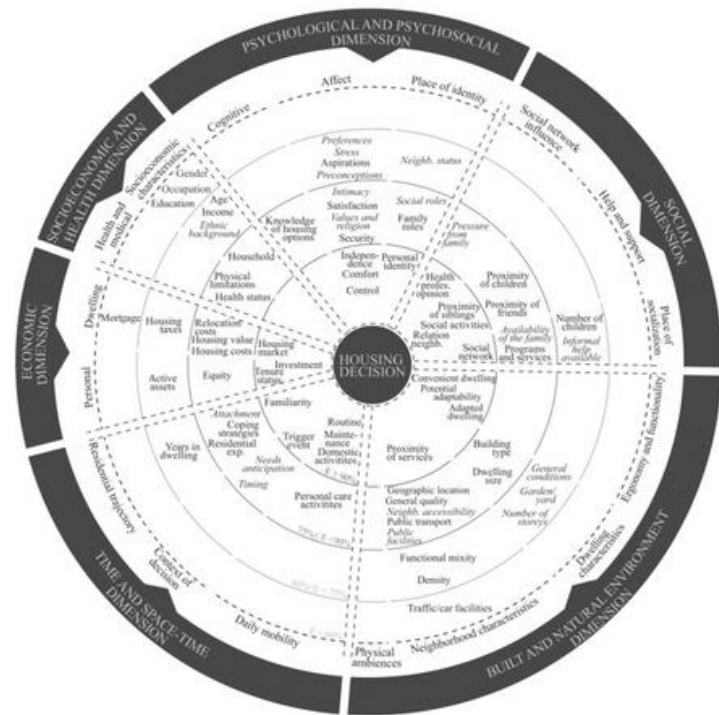 PSYCHOLOGICAL AND PSYCHOSOCIAL
DIMENSION
Cognitive
Affect
Place of identity
Preferences
Stress
Aspirations
Preconceptions
Neighb. status
Intimacy
Satisfaction
Values and
religion
Security
Social roles
Family
roles
Knowledge
of housing
options
Indepen-
dence
Comfort
Control
Personal identity
SOCIAL DIMENSION
Social network
influence
Help and support
Place of
socialization
Pressure
from
family
Health
profes.
opinion
Proximity
of children
Proximity
of siblings
Proximity of
friends
Social activities
Relation
neighb.
Social
network
Availability
of the family
Programs
and services
Number of
children
Informal
help
available
BUILT AND NATURAL ENVIRONMENT
DIMENSION
Ergonomy and functionality
Dwelling
characteristics
Neighborhood characteristics
Physical
ambiences
Convenient dwelling
Potential
adaptability
Adapted
dwelling
Proximity
of services
Building
type
Dwelling
size
General
conditions
Garden/
yard
Number of
storeys
Geographic location
General quality
Neighb. accessibility
Public transport
Public
facilities
Functional mixity
Density
Traffic/car facilities
TIME AND SPACE-TIME
DIMENSION
Residential trajectory
Context of
decision
Daily mobility
Familiarity
Routine
Mainte-
nance
Domestic
activitites
Trigger
event
Attachment
Coping
strategies
Residential
exp.
Years in
dwelling
Needs
anticipation
Timing
Personal care
activitites
ECONOMIC
DIMENSION
Dwelling
Personal
Mortgage
Housing
taxes
Relocation
costs
Housing value
Housing costs
Housing
market
Investment
Tenure
status
Equity
Active
assets
SOCIOECONOMIC AND
HEALTH DIMENSION
Health and
medical
Socioeconomic
characteristics
Gender
Occupation
Education
Age
Income
Ethnic
background
Household
Physical
limitations
Health status
HOUSING
DECISION